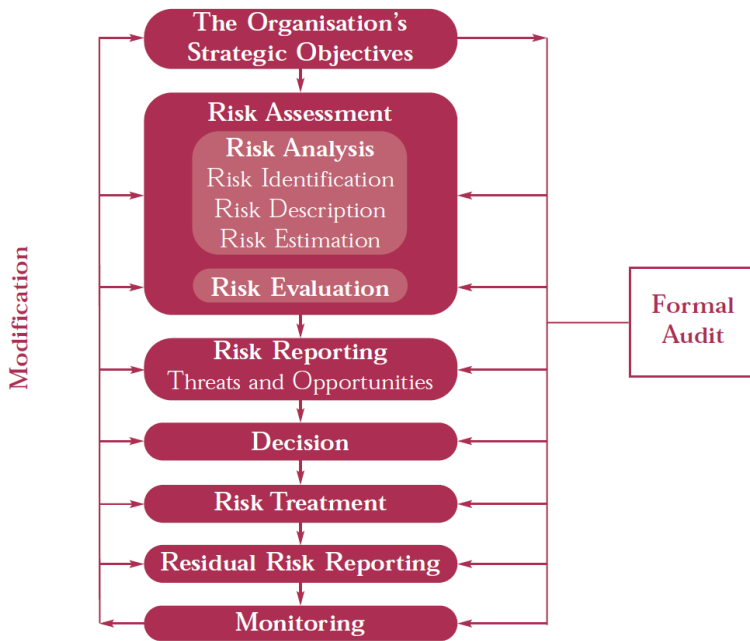 The Organisation's
Strategic Objectives
Risk Assessment
Risk Analysis
Risk Identification
Risk Description
Risk Estimation
Risk Evaluation
Risk Reporting
Threats and Opportunities
Decision
Risk Treatment
Residual Risk Reporting
Monitoring
Modification
Formal
Audit